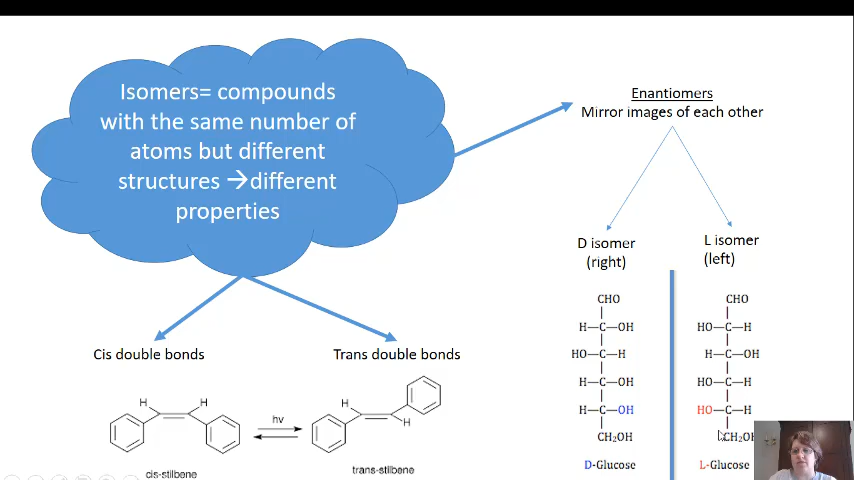 Isomers= compounds
with the same number of
atoms but different
structures →different
properties
Enantiomers
Mirror images of each other
D isomer
(right)
L isomer
(left)
Cis double bonds
Trans double bonds
H
H
cis-stilbene
hν
H
H
trans-stilbene
CHO
H—C—OH
HO—C—H
H—C—OH
H—C—OH
CH₂OH
D-Glucose
CHO
HO—C—H
H—C—OH
HO—C—H
HO—C—H
CH₂OH
L-Glucose